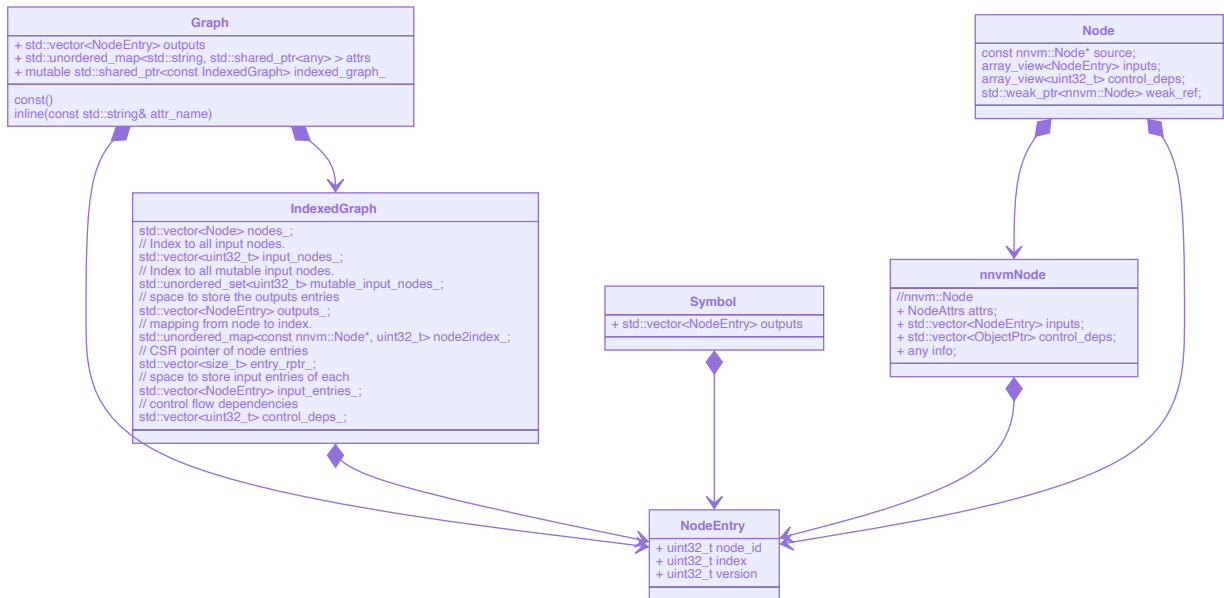 Graph
+ std::vector<NodeEntry> outputs
+ std::unordered_map<std::string, std::shared_ptr<any> > attrs
+ mutable std::shared_ptr<const IndexedGraph> indexed_graph_
const()
inline(const std::string& attr_name)
Node
const nnvm::Node* source;
array_view<NodeEntry> inputs;
array_view<uint32_t> control_deps;
std::weak_ptr<nnvm::Node> weak_ref;
IndexedGraph
std::vector<Node> nodes_;
// Index to all input nodes.
std::vector<uint32_t> input_nodes_;
// Index to all mutable input nodes.
std::unordered_set<uint32_t> mutable_input_nodes_;
// space to store the outputs entries
std::vector<NodeEntry> outputs_;
// mapping from node to index.
std::unordered_map<const nnvm::Node*, uint32_t> node2index_;
// CSR pointer of node entries
std::vector<size_t> entry_rptr_;
// space to store input entries of each
std::vector<NodeEntry> input_entries_;
// control flow dependencies
std::vector<uint32_t> control_deps_;
Symbol
+ std::vector<NodeEntry> outputs
nnvmNode
//nnvm::Node
+ NodeAttrs attrs;
+ std::vector<NodeEntry> inputs;
+ std::vector<ObjectPtr> control_deps;
+ any info;
NodeEntry
+ uint32_t node_id
+ uint32_t index
+ uint32_t version